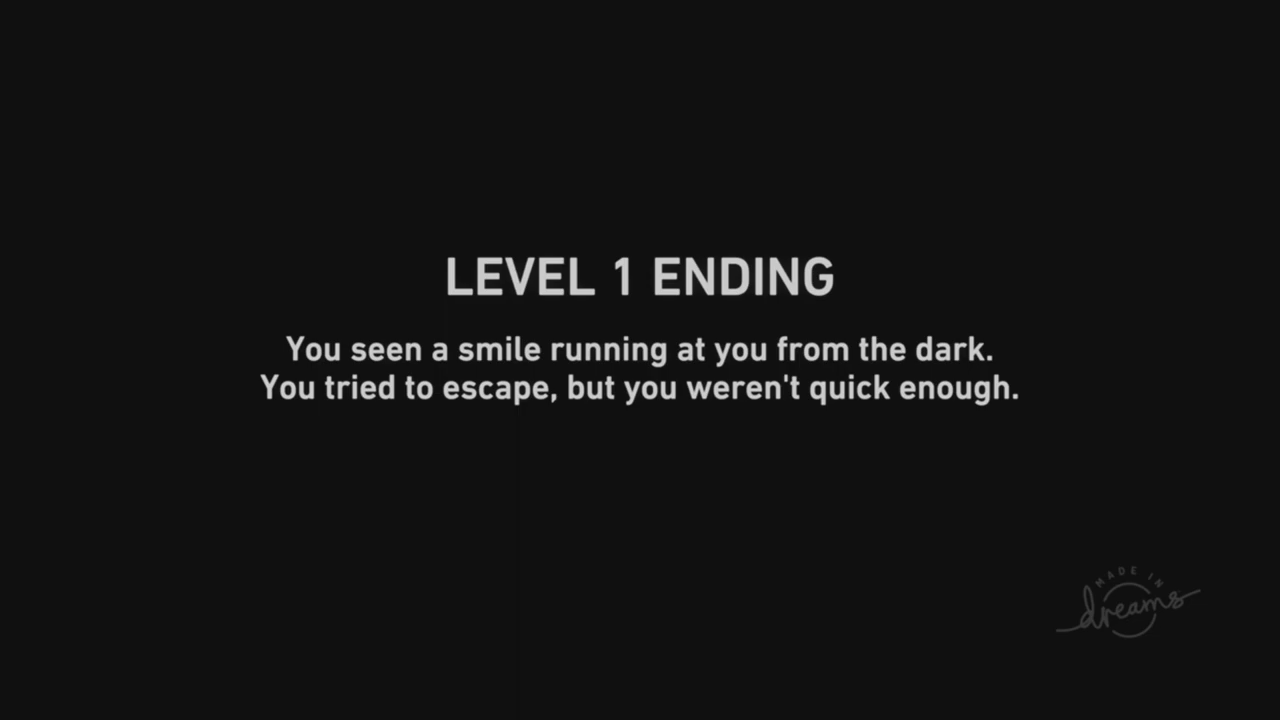 LEVEL 1 ENDING
You seen a smile running at you from the dark.
You tried to escape, but you weren't quick enough.
MADE IN
dreams